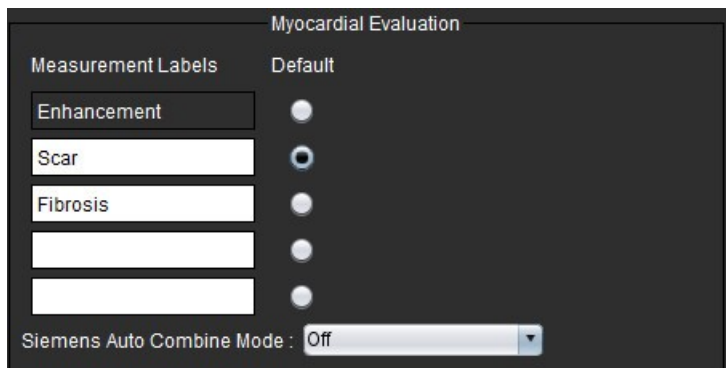 Myocardial Evaluation
Measurement Labels Default
Enhancement
Scar
Fibrosis
Siemens Auto Combine Mode : Off